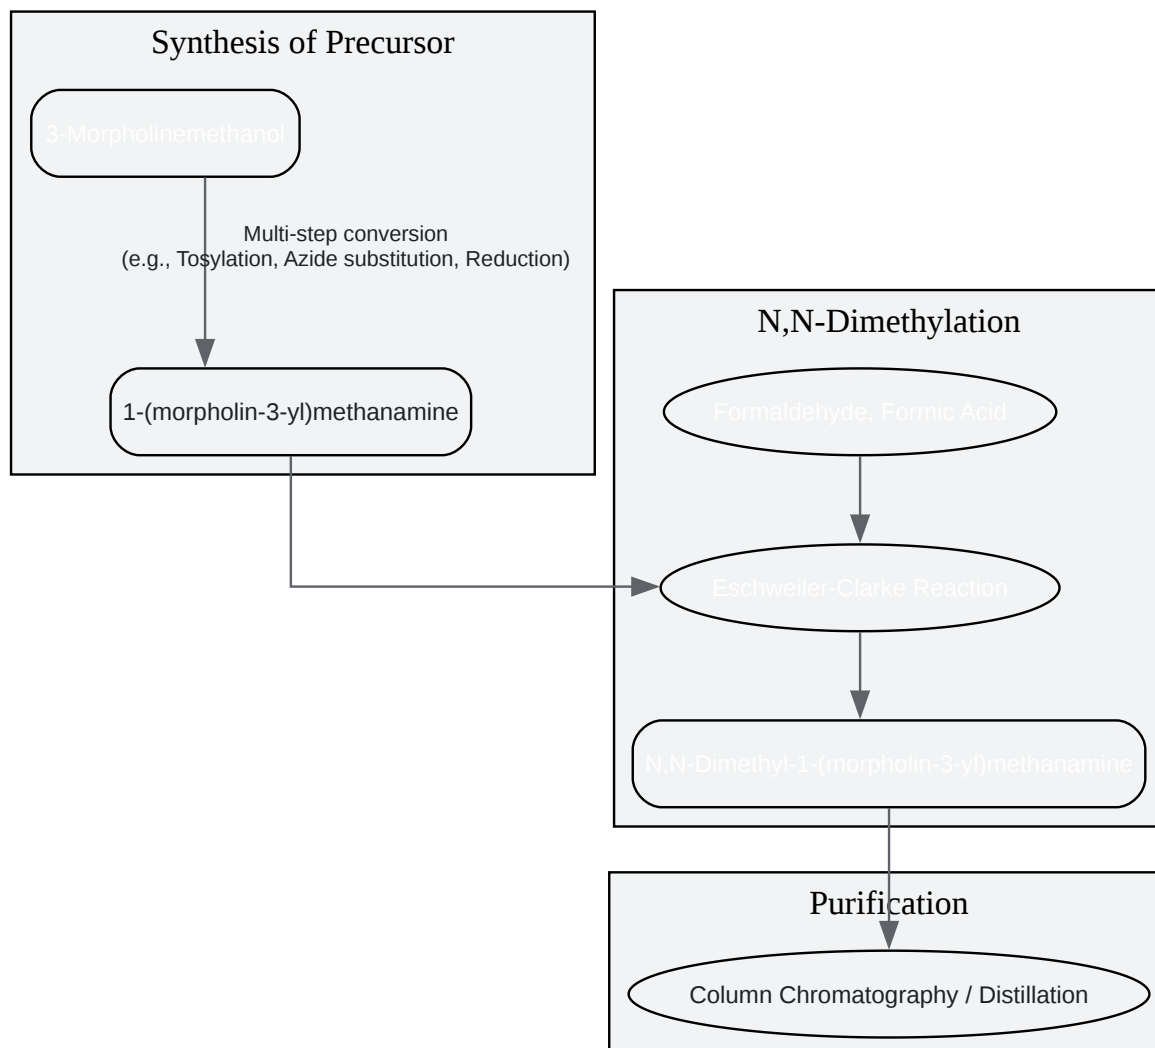 Synthesis of Precursor
3-Morpholinemethanol
Multi-step conversion
(e.g., Tosylation, Azide substitution, Reduction)
1-(morpholin-3-yl)methanamine
N,N-Dimethylation
Formaldehyde, Formic Acid
Eschweiler-Clarke Reaction
N,N-Dimethyl-1-(morpholin-3-yl)methanamine
Purification
Column Chromatography / Distillation